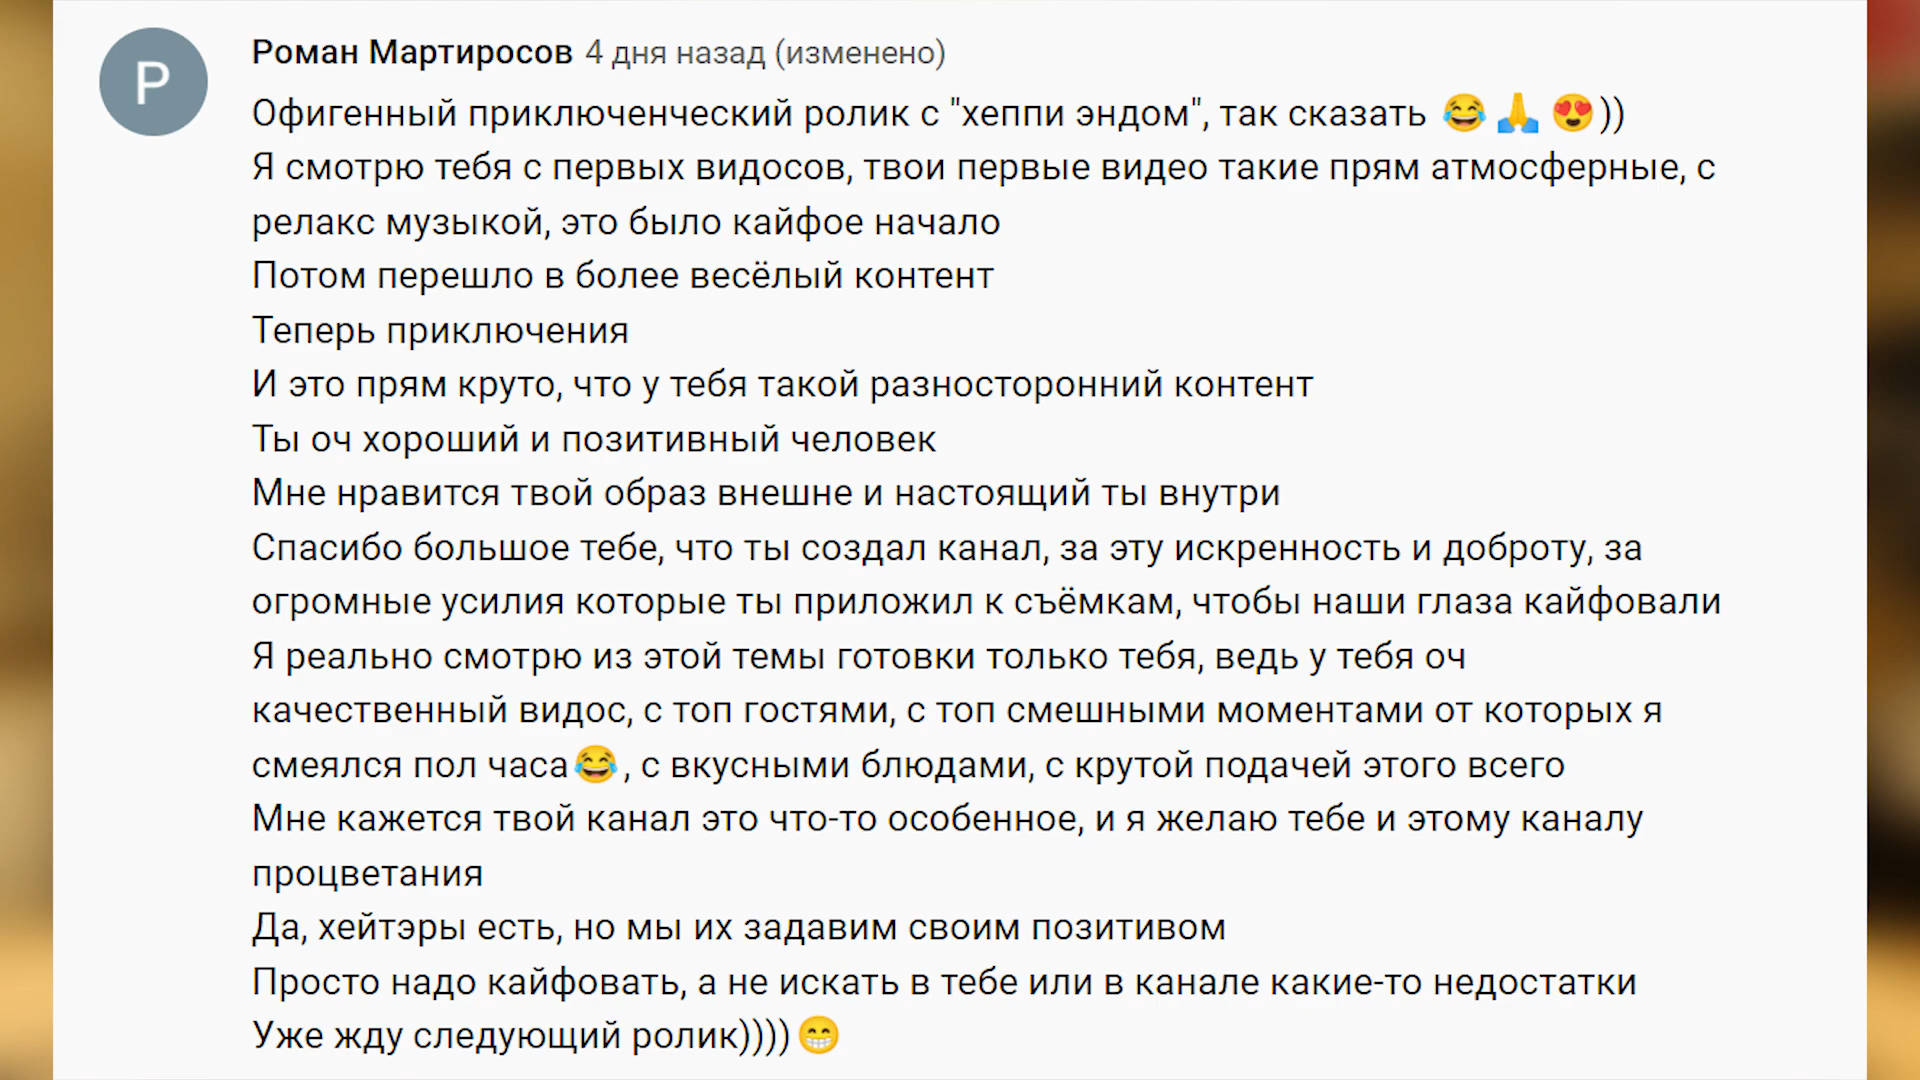 Р
Роман Мартиросов 4 дня назад (изменено)
Офигенный приключенческий ролик с "хеппи эндом", так сказать 😂🙏😍))
Я смотрю тебя с первых видосов, твои первые видео такие прям атмосферные, с
релакс музыкой, это было кайфое начало
Потом перешло в более весёлый контент
Теперь приключения
И это прям круто, что у тебя такой разносторонний контент
Ты оч хороший и позитивный человек
Мне нравится твой образ внешне и настоящий ты внутри
Спасибо большое тебе, что ты создал канал, за эту искренность и доброту, за
огромные усилия которые ты приложил к съёмкам, чтобы наши глаза кайфовали
Я реально смотрю из этой темы готовки только тебя, ведь у тебя оч
качественный видос, с топ гостями, с топ смешными моментами от которых я
смеялся пол часа😂, с вкусными блюдами, с крутой подачей этого всего
Мне кажется твой канал это что-то особенное, и я желаю тебе и этому каналу
процветания
Да, хейтэры есть, но мы их задавим своим позитивом
Просто надо кайфовать, а не искать в тебе или в канале какие-то недостатки
Уже жду следующий ролик))))😁